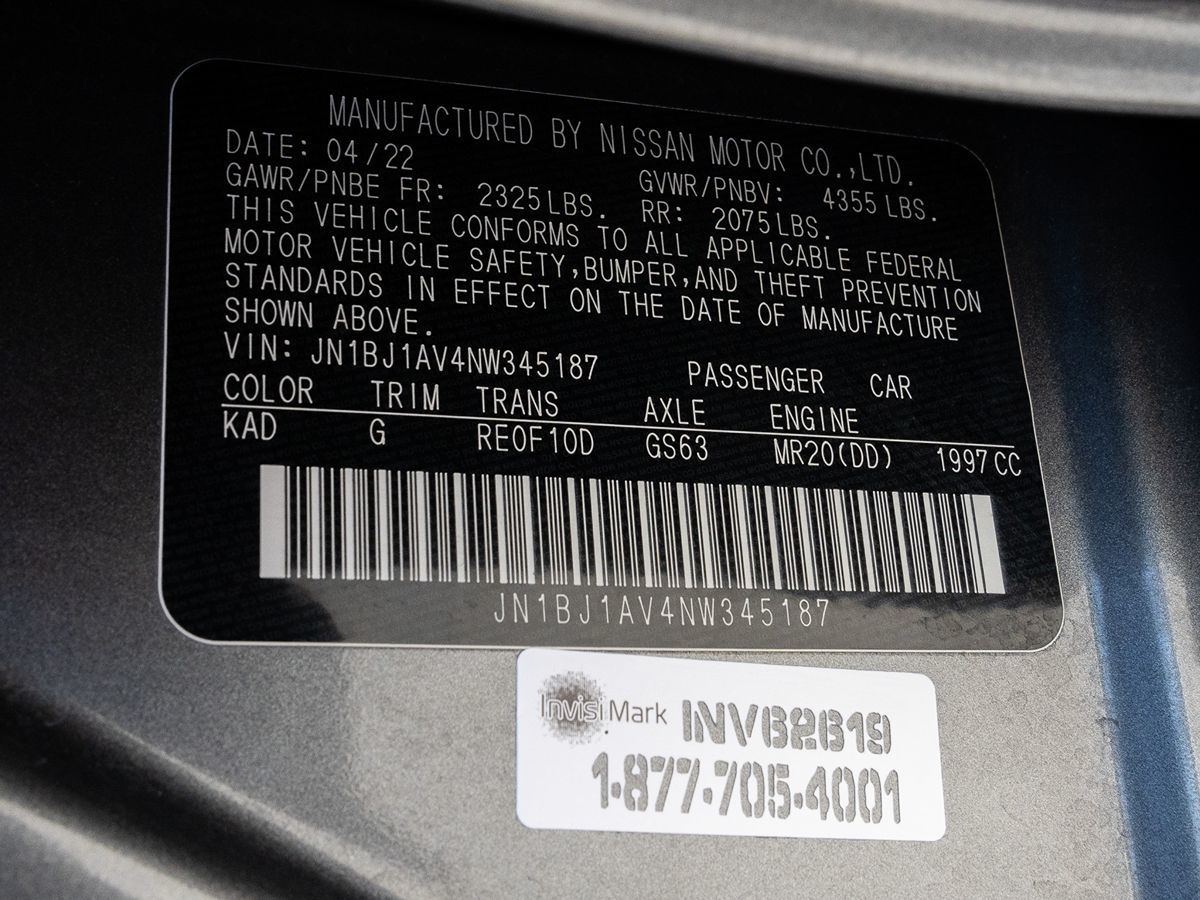 MANUFACTURED BY NISSAN MOTOR CO.,LTD.
DATE: 04/22 GVWR/PNBV: 4355 LBS.
GAWR/PNBE FR: 2325 LBS. RR: 2075 LBS.
THIS VEHICLE CONFORMS TO ALL APPLICABLE FEDERAL
MOTOR VEHICLE SAFETY,BUMPER,AND THEFT PREVENTION
STANDARDS IN EFFECT ON THE DATE OF MANUFACTURE
SHOWN ABOVE.
VIN: JN1BJ1AV4NW345187 PASSENGER CAR
COLOR TRIM TRANS AXLE ENGINE
KAD G RE0F10D GS63 MR20(DD) 1997 CC
JN1BJ1AV4NW345187
InvisiMark INV62619
1-877-705-4001